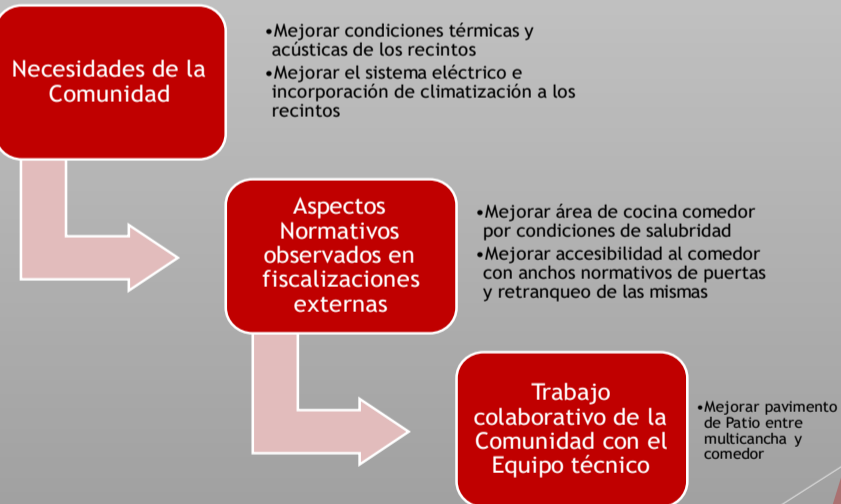 Necesidades de la
Comunidad
•Mejorar condiciones térmicas y
acústicas de los recintos
•Mejorar el sistema eléctrico e
incorporación de climatización a los
recintos
Aspectos
Normativos
observados en
fiscalizaciones
externas
•Mejorar área de cocina comedor
por condiciones de salubridad
•Mejorar accesibilidad al comedor
con anchos normativos de puertas
y retranqueo de las mismas
Trabajo
colaborativo de la
Comunidad con el
Equipo técnico
•Mejorar pavimento
de Patio entre
multicancha y
comedor